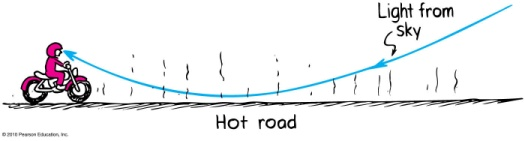 Light from
sky
Hot road
© 2010 Pearson Education, Inc.